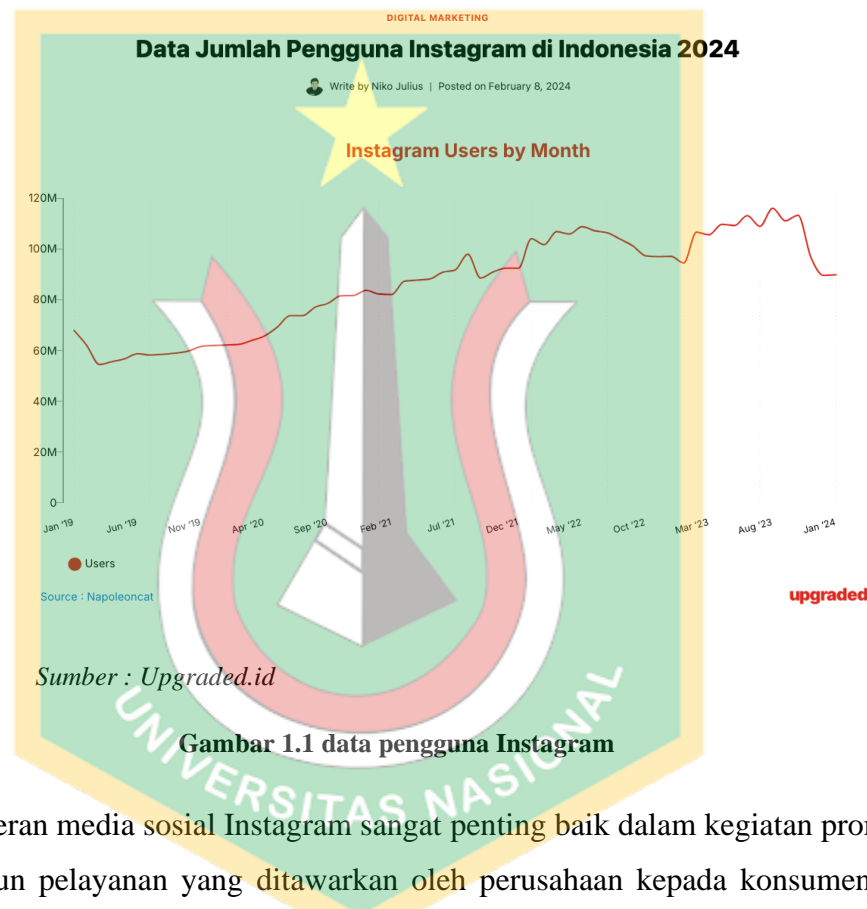 DIGITAL MARKETING
Data Jumlah Pengguna Instagram di Indonesia 2024
Write by Niko Julius | Posted on February 8, 2024
Instagram Users by Month
120M
100M
80M
60M
40M
20M
0
Jan '19 Jun '19 Nov '19 Apr '20 Sep '20 Feb '21 Jul '21 Dec '21 May '22 Oct '22 Mar '23 Aug '23 Jan '24
Users
Source : Napoleoncat
upgraded
Sumber : Upgraded.id
Gambar 1.1 data pengguna Instagram
UNIVERSITAS NASIONAL
eran media sosial Instagram sangat penting baik dalam kegiatan pro
un pelayanan yang ditawarkan oleh perusahaan kepada konsumen